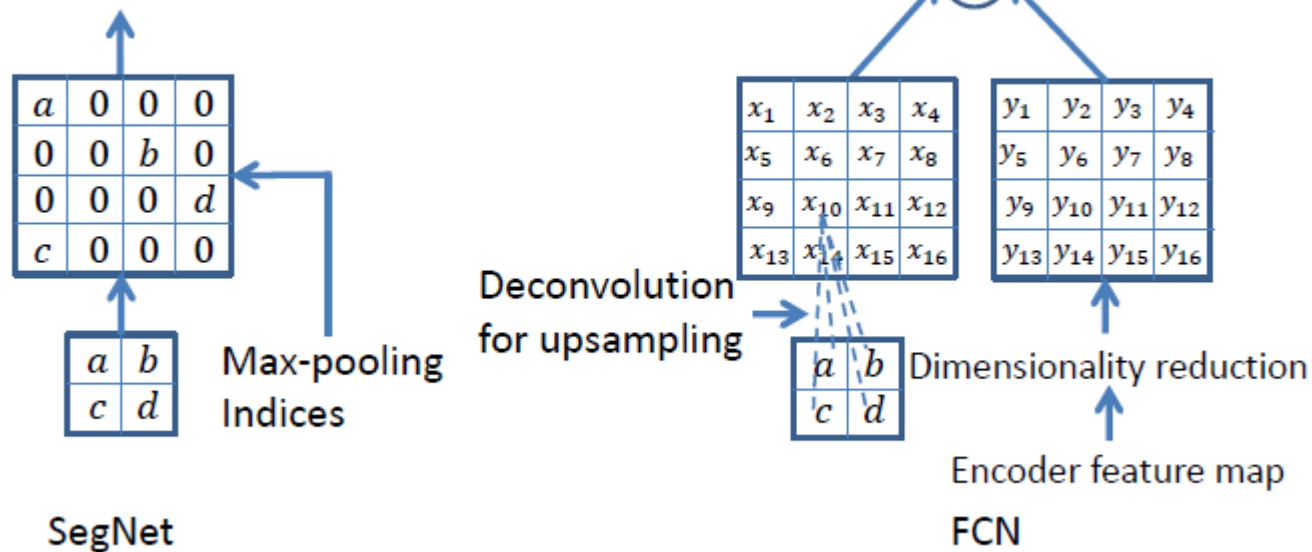 a 0 0 0
0 0 b 0
0 0 0 d
c 0 0 0
a b
c d
Max-pooling
Indices
SegNet
x₁ x₂ x₃ x₄
x₅ x₆ x₇ x₈
x₉ x₁₀ x₁₁ x₁₂
x₁₃ x₁₄ x₁₅ x₁₆
y₁ y₂ y₃ y₄
y₅ y₆ y₇ y₈
y₉ y₁₀ y₁₁ y₁₂
y₁₃ y₁₄ y₁₅ y₁₆
Deconvolution
for upsampling
a b
c d
Dimensionality reduction
Encoder feature map
FCN